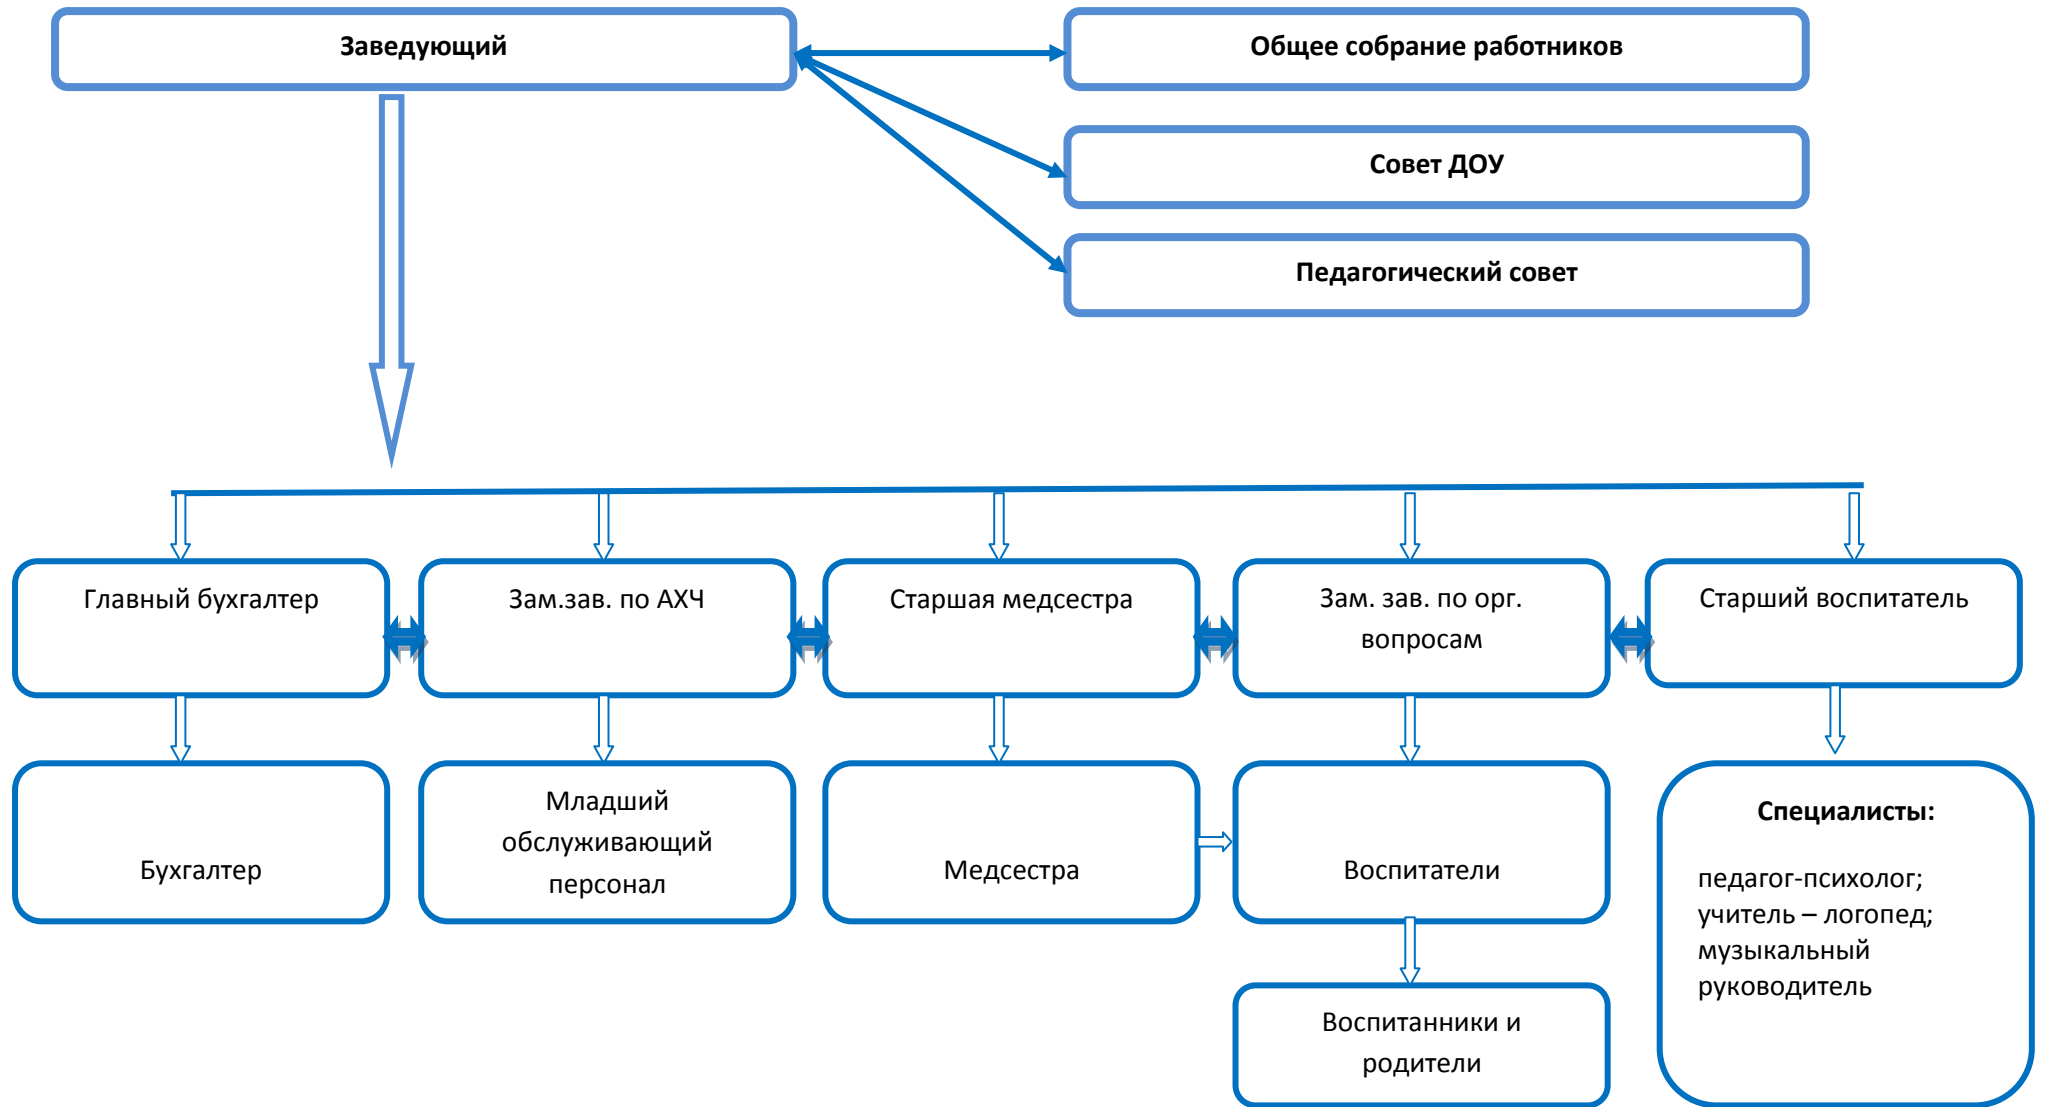 Заведующий
Общее собрание работников
Совет ДОУ
Педагогический совет
Главный бухгалтер
Зам.зав. по АХЧ
Старшая медсестра
Зам. зав. по орг.
вопросам
Старший воспитатель
Бухгалтер
Младший
обслуживающий
персонал
Медсестра
Воспитатели
Специалисты:
педагог-психолог;
учитель – логопед;
музыкальный
руководитель
Воспитанники и
родители